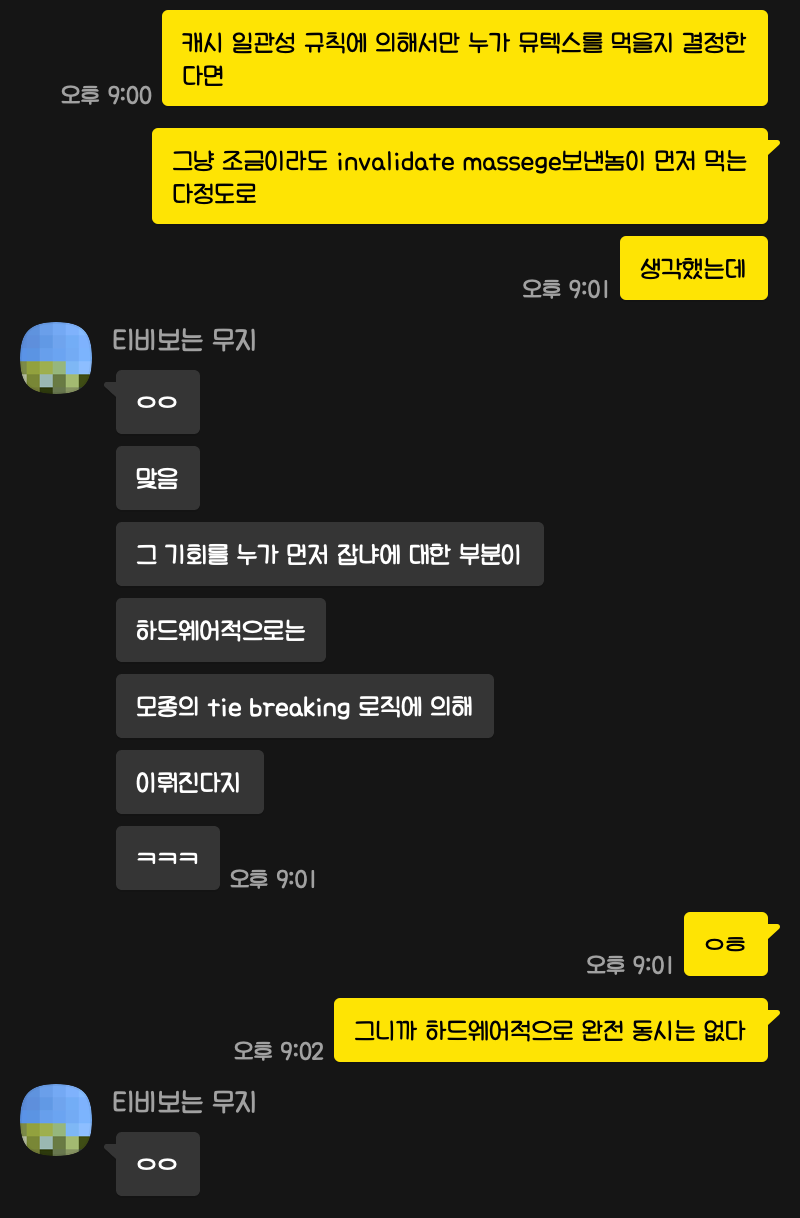 캐시 일관성 규칙에 의해서만 누가 뮤텍스를 먹을지 결정한
다면
오후 9:00
그냥 조금이라도 invalidate massege보낸놈이 먼저 먹는
다정도로
생각했는데
오후 9:01
티비보는 무지
ㅇㅇ
맞음
그 기회를 누가 먼저 잡냐에 대한 부분이
하드웨어적으로는
모종의 tie breaking 로직에 의해
이뤄진다지
ㅋㅋㅋ
오후 9:01
ㅇㅎ
오후 9:01
그니까 하드웨어적으로 완전 동시는 없다
오후 9:02
티비보는 무지
ㅇㅇ